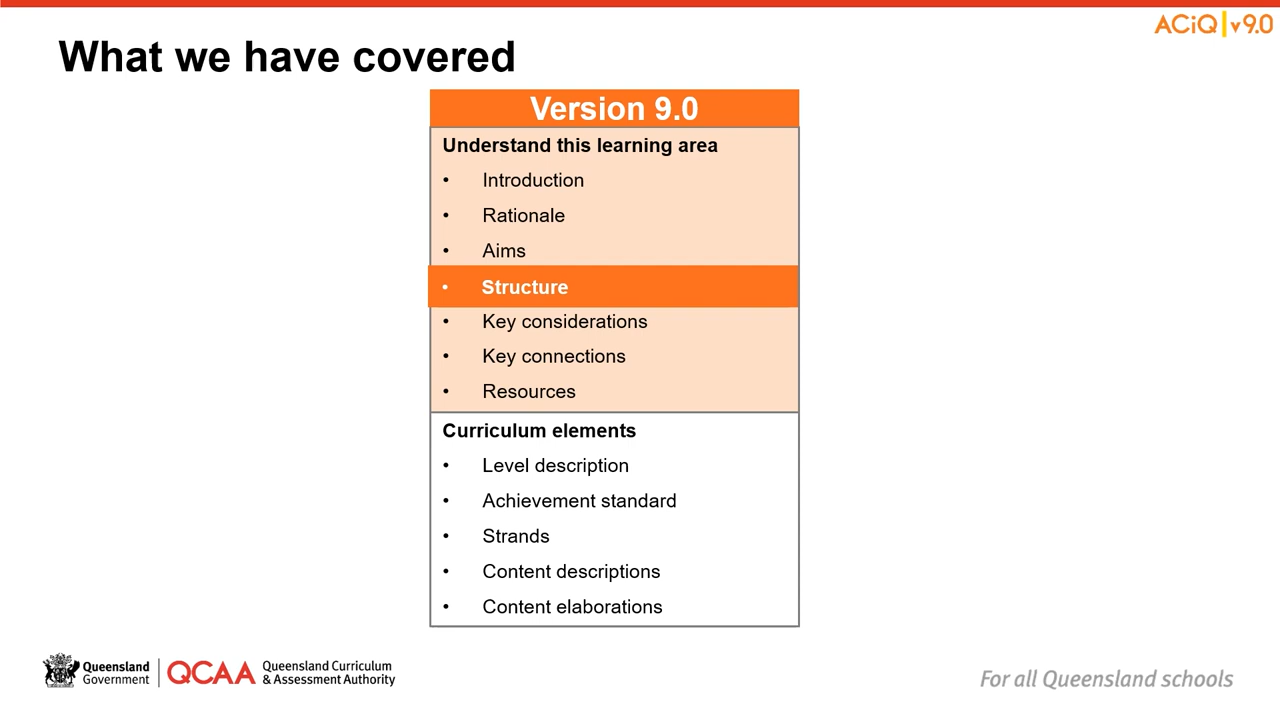 ACiQ v9.0
What we have covered
Version 9.0
Understand this learning area
• Introduction
• Rationale
• Aims
• Structure
• Key considerations
• Key connections
• Resources
Curriculum elements
• Level description
• Achievement standard
• Strands
• Content descriptions
• Content elaborations
Queensland
Government
QCAA
Queensland Curriculum
& Assessment Authority
For all Queensland schools